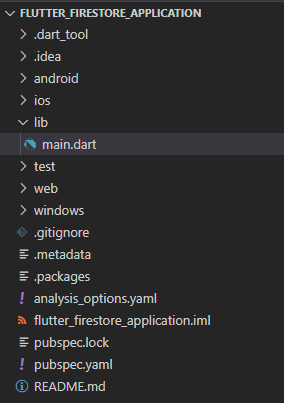 FLUTTER_FIRESTORE_APPLICATION
.dart_tool
.idea
android
ios
lib
main.dart
test
web
windows
.gitignore
.metadata
.packages
analysis_options.yaml
flutter_firestore_application.iml
pubspec.lock
pubspec.yaml
README.md